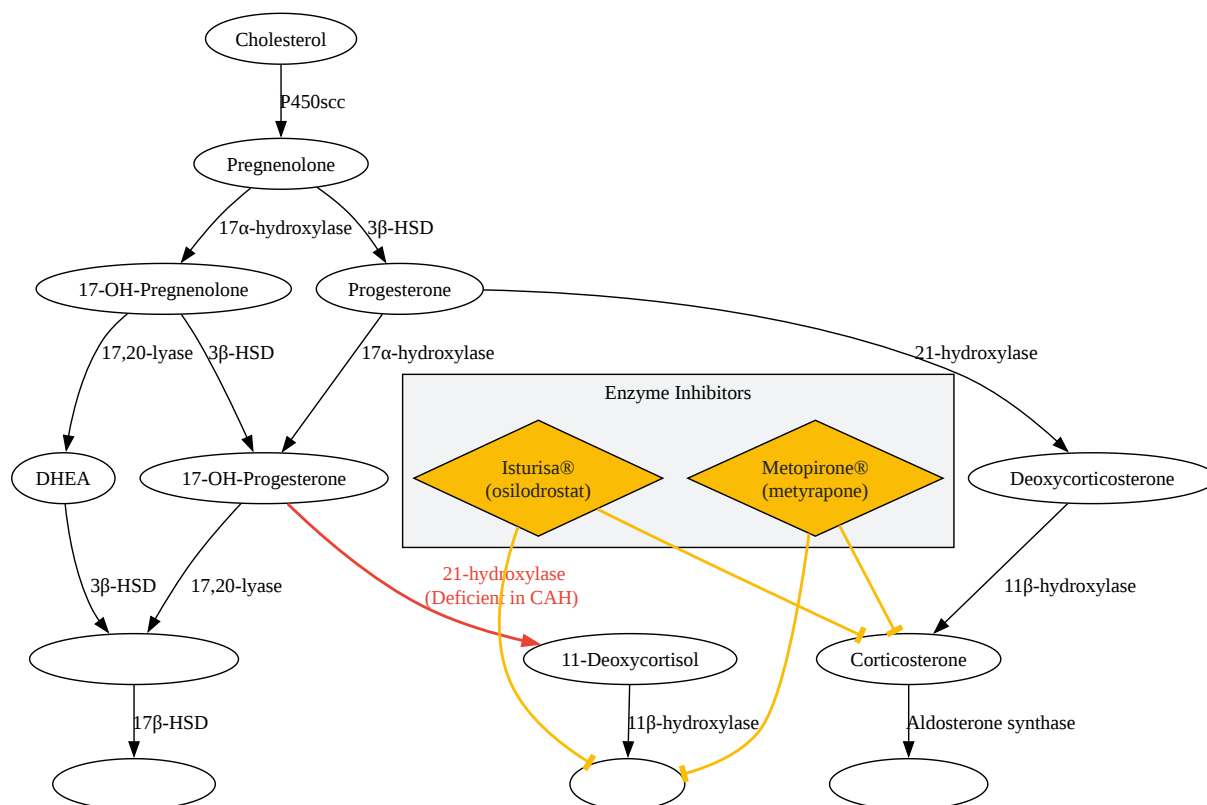 Cholesterol
P450scc
Pregnenolone
17α-hydroxylase
3β-HSD
17-OH-Pregnenolone
Progesterone
17,20-lyase
3β-HSD
17α-hydroxylase
21-hydroxylase
Enzyme Inhibitors
DHEA
17-OH-Progesterone
Isturisa®
(osilodrostat)
Metopirone®
(metyrapone)
Deoxycorticosterone
3β-HSD
17,20-lyase
21-hydroxylase
(Deficient in CAH)
11β-hydroxylase
11-Deoxycortisol
Corticosterone
17β-HSD
11β-hydroxylase
Aldosterone synthase